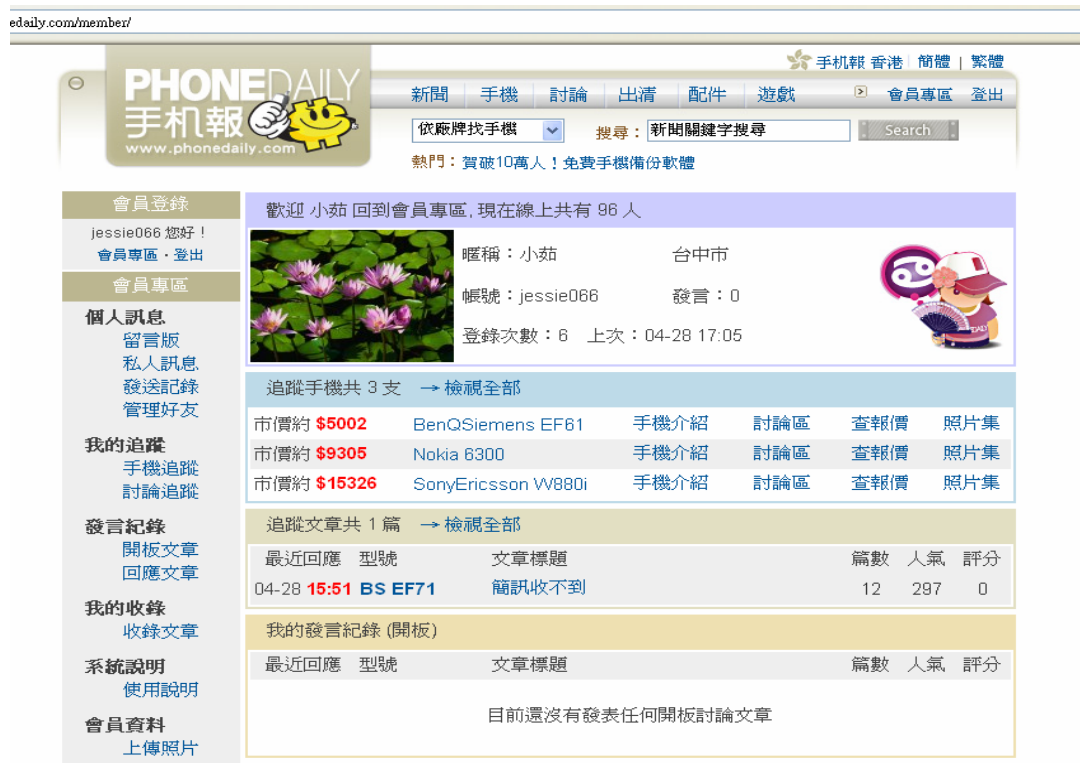 edaily.com/member/
手机報 香港 | 簡體 | 繁體
PHONEDAILY
手机報
www.phonedaily.com
新聞 手機 討論 出清 配件 遊戲 會員專區 登出
依廠牌找手機 搜尋：新聞關鍵字搜尋 Search
熱門：賀破10萬人！免費手機備份軟體
會員登錄
jessie066 您好！
會員專區・登出
會員專區
個人訊息
留言版
私人訊息
發送記錄
管理好友
我的追蹤
手機追蹤
討論追蹤
發言紀錄
開板文章
回應文章
我的收錄
收錄文章
系統說明
使用說明
會員資料
上傳照片
歡迎 小茹 回到會員專區, 現在線上共有 96 人
暱稱：小茹 台中市
帳號：jessie066 發言：0
登錄次數：6 上次：04-28 17:05
追蹤手機共 3 支 →檢視全部
市價約 $5002 BenQSiemens EF61 手機介紹 討論區 查報價 照片集
市價約 $9305 Nokia 6300 手機介紹 討論區 查報價 照片集
市價約 $15326 SonyEricsson W880i 手機介紹 討論區 查報價 照片集
追蹤文章共 1 篇 →檢視全部
最近回應 型號 文章標題 篇數 人氣 評分
04-28 15:51 BS EF71 簡訊收不到 12 297 0
我的發言紀錄 (開板)
最近回應 型號 文章標題 篇數 人氣 評分
目前還沒有發表任何開板討論文章